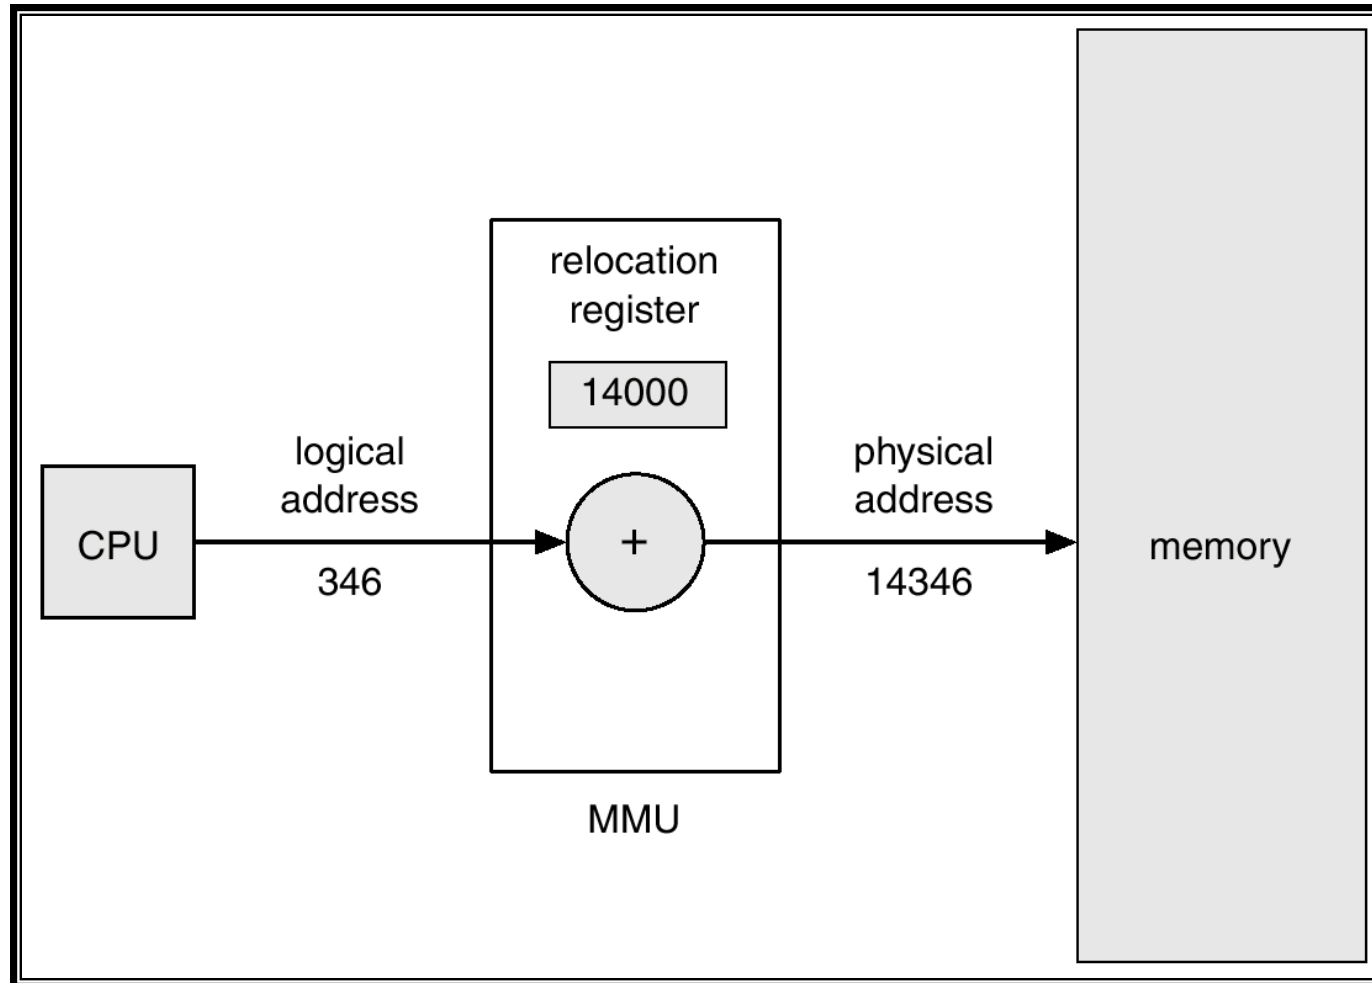 relocation
register
14000
logical
address
346
CPU
+
physical
address
14346
memory
MMU